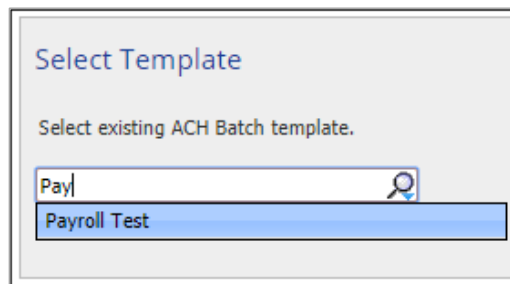 Select Template
Select existing ACH Batch template.
Pay
Payroll Test